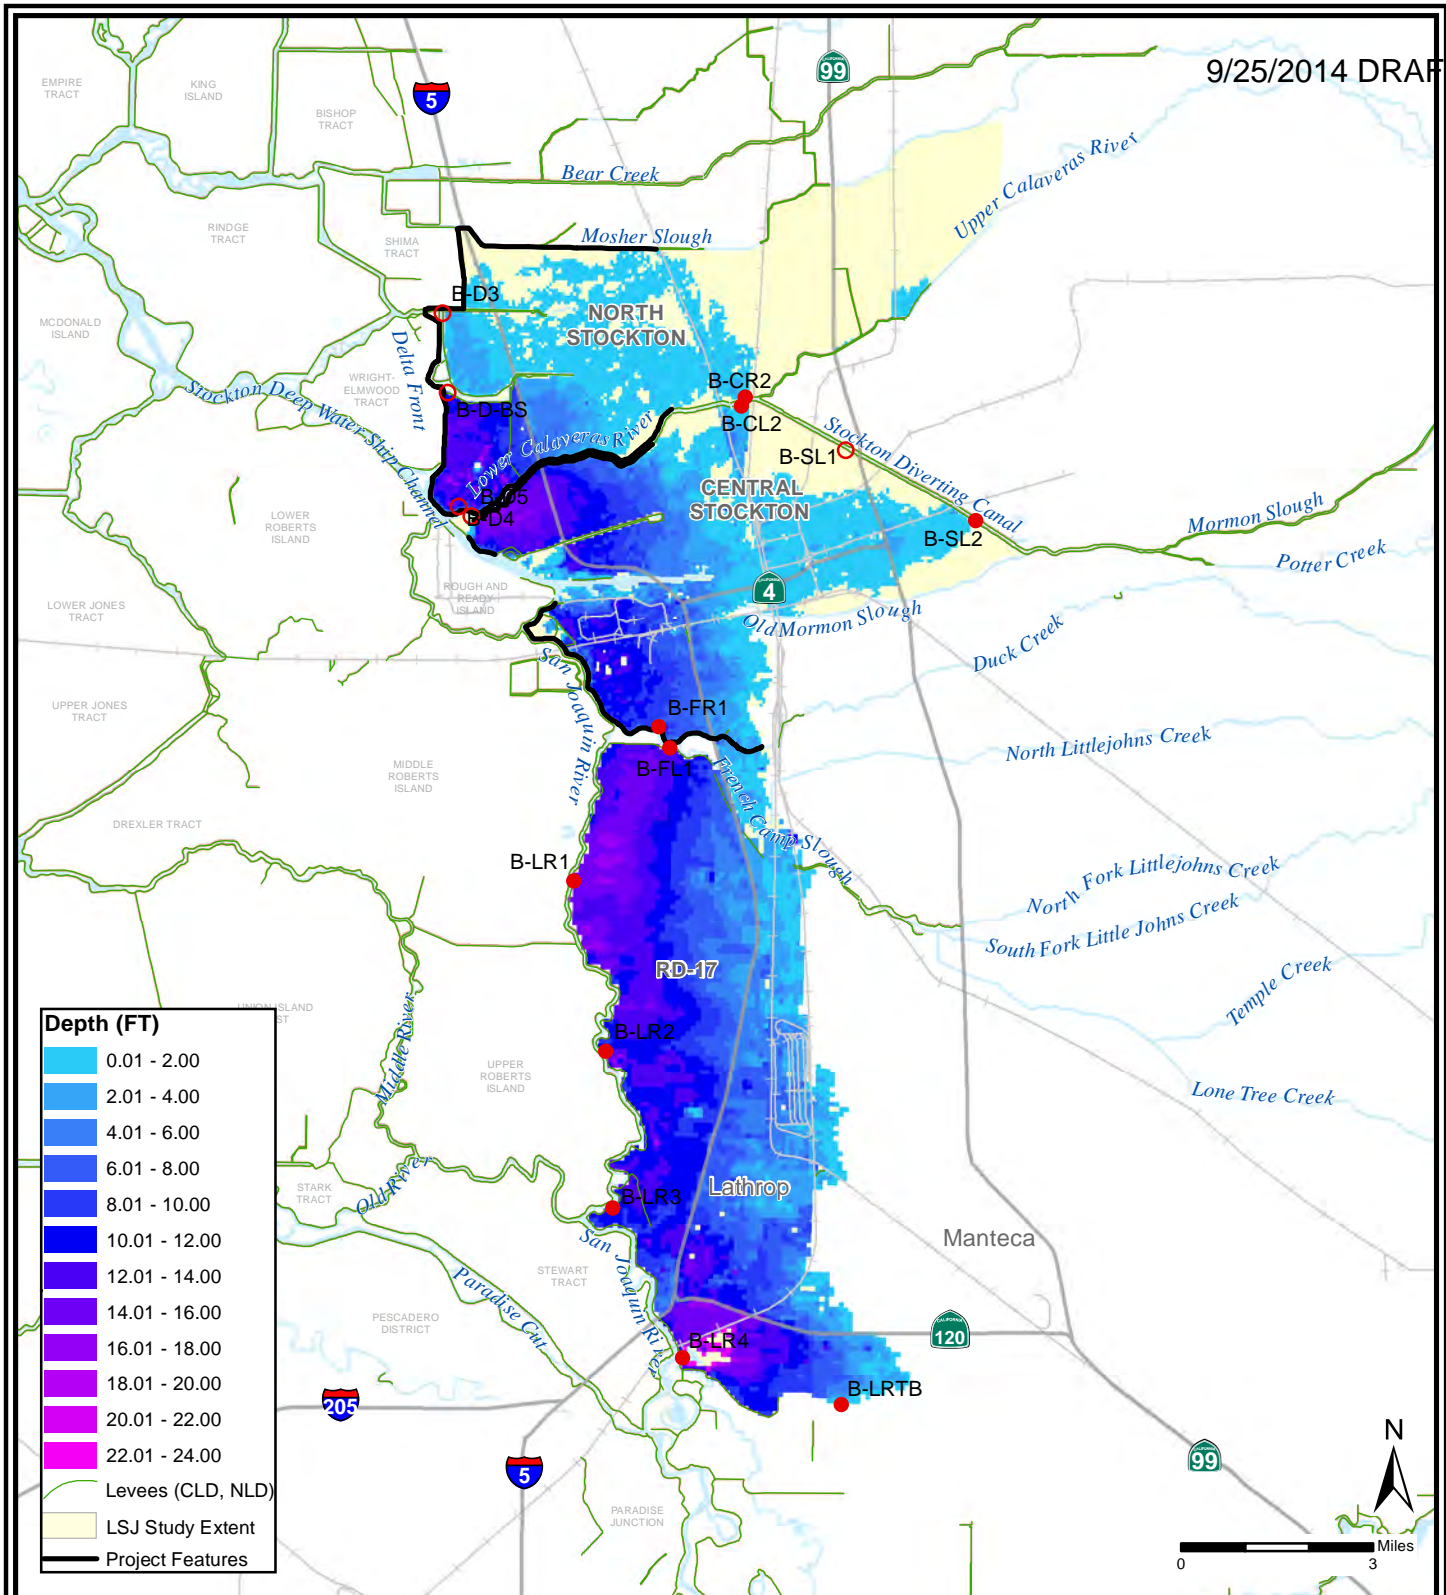 9/25/2014 DRAF
EMPIRE
TRACT
KING
ISLAND
BISHOP
TRACT
5
CALIFORNIA
99
Bear Creek
Upper Calaveras River
RINDGE
TRACT
SHIMA
TRACT
Mosher Slough
B-D3
NORTH
STOCKTON
MCDONALD
ISLAND
Delta Front
WRIGHT-
ELMWOOD
TRACT
Stockton Deep Water Ship Channel
B-D-BS
B-CR2
B-CL2
Lower Calaveras River
Stockton Diverting Canal
B-SL1
CENTRAL
STOCKTON
B-D5
B-D4
LOWER
ROBERTS
ISLAND
B-SL2
Mormon Slough
Potter Creek
ROUGH AND
READY
ISLAND
CALIFORNIA
4
LOWER JONES
TRACT
Old Mormon Slough
Duck Creek
San Joaquin River
UPPER JONES
TRACT
B-FR1
North Littlejohns Creek
MIDDLE
ROBERTS
ISLAND
B-FL1
French Camp Slough
DREXLER TRACT
B-LR1
North Fork Littlejohns Creek
South Fork Little Johns Creek
RD-17
Temple Creek
UNION ISLAND
ST
Middle River
B-LR2
UPPER
ROBERTS
ISLAND
Lone Tree Creek
STARK
TRACT
Old River
Lathrop
B-LR3
Manteca
San Joaquin River
STEWART
TRACT
Paradise Cut
PESCADERO
DISTRICT
CALIFORNIA
120
B-LR4
B-LRTB
205
5
CALIFORNIA
99
PARADISE
JUNCTION
N
Miles
0
3
Depth (FT)
0.01 - 2.00
2.01 - 4.00
4.01 - 6.00
6.01 - 8.00
8.01 - 10.00
10.01 - 12.00
12.01 - 14.00
14.01 - 16.00
16.01 - 18.00
18.01 - 20.00
20.01 - 22.00
22.01 - 24.00
Levees (CLD, NLD)
LSJ Study Extent
Project Features